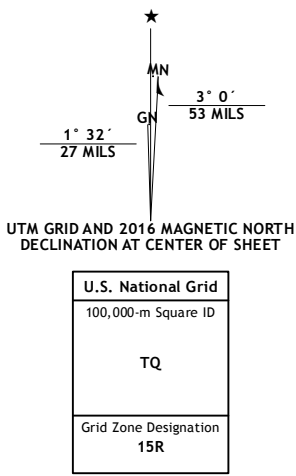 ★
MN
3° 0´
53 MILS
GN
1° 32´
27 MILS
UTM GRID AND 2016 MAGNETIC NORTH
DECLINATION AT CENTER OF SHEET
U.S. National Grid
100,000-m Square ID
TQ
Grid Zone Designation
15R